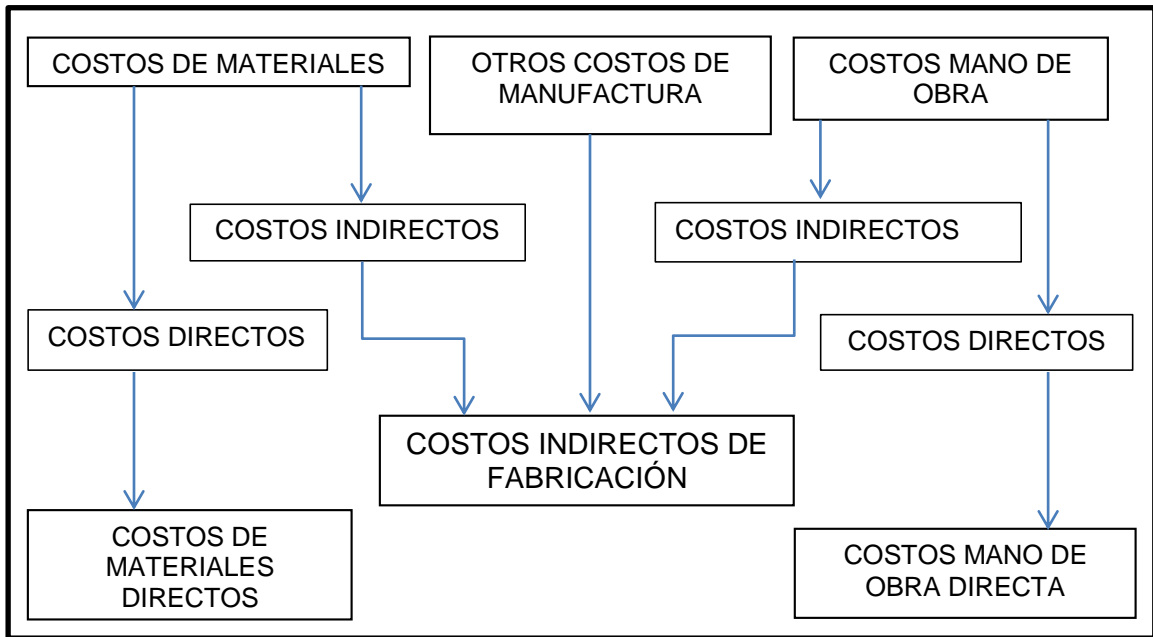 COSTOS DE MATERIALES
OTROS COSTOS DE
MANUFACTURA
COSTOS MANO DE
OBRA
COSTOS INDIRECTOS
COSTOS INDIRECTOS
COSTOS DIRECTOS
COSTOS DIRECTOS
COSTOS INDIRECTOS DE
FABRICACIÓN
COSTOS DE
MATERIALES
DIRECTOS
COSTOS MANO DE
OBRA DIRECTA